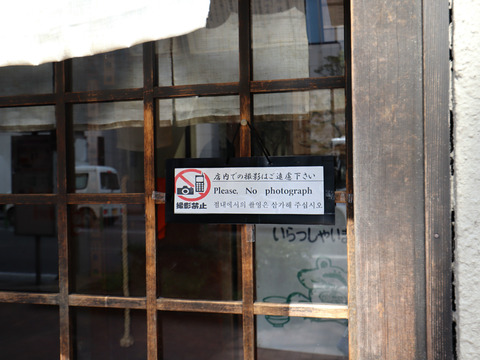 店内での撮影はご遠慮下さい
Please. No photograph
점내에서의 촬영은 삼가해 주십시오
撮影禁止
いらっしゃいま